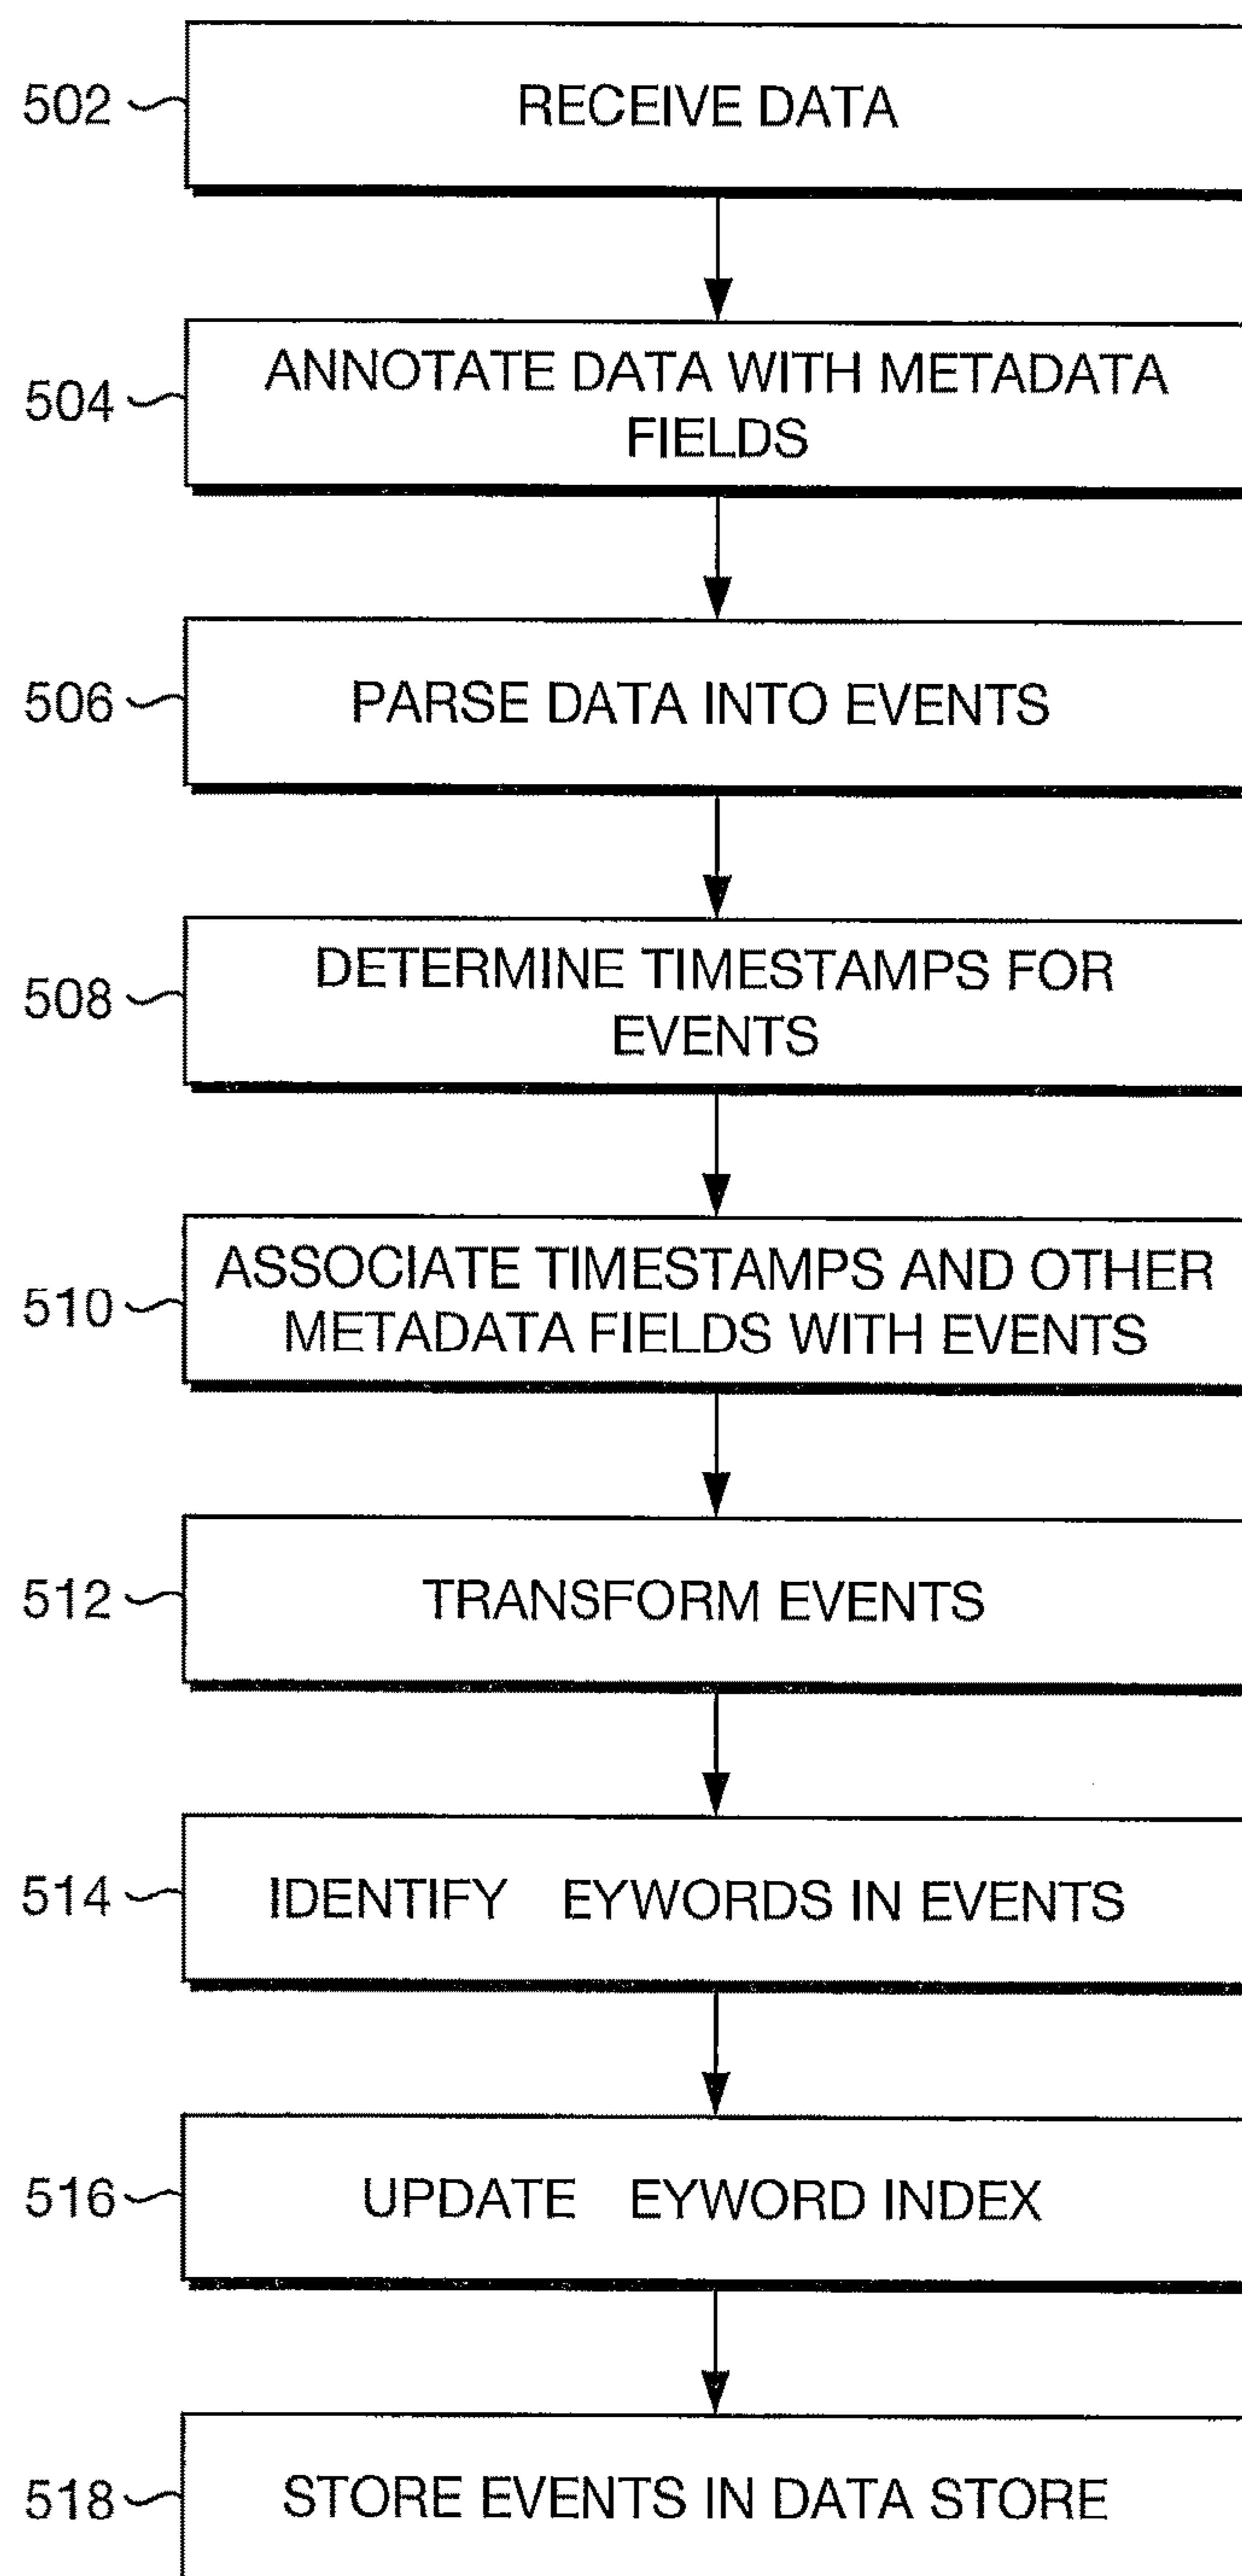 502
RECEIVE DATA
504
ANNOTATE DATA WITH METADATA
FIELDS
506
PARSE DATA INTO EVENTS
508
DETERMINE TIMESTAMPS FOR
EVENTS
510
ASSOCIATE TIMESTAMPS AND OTHER
METADATA FIELDS WITH EVENTS
512
TRANSFORM EVENTS
514
IDENTIFY EYWORDS IN EVENTS
516
UPDATE EYWORD INDEX
518
STORE EVENTS IN DATA STORE